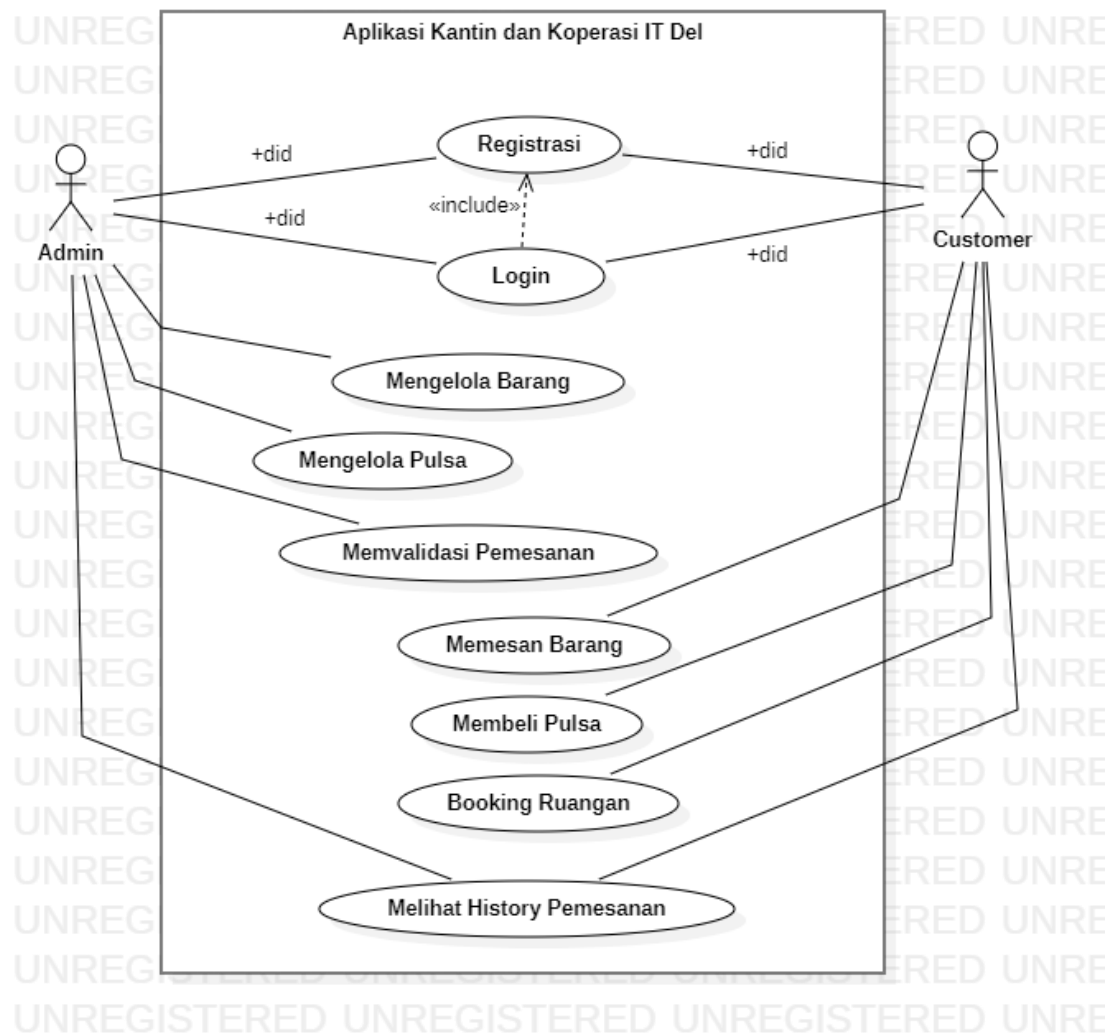 Aplikasi Kantin dan Koperasi IT Del
Registrasi
+did
+did
«include»
+did
+did
Login
Admin
Customer
Mengelola Barang
Mengelola Pulsa
Memvalidasi Pemesanan
Memesan Barang
Membeli Pulsa
Booking Ruangan
Melihat History Pemesanan
UNREGISTERED UNREGISTERED UNRE